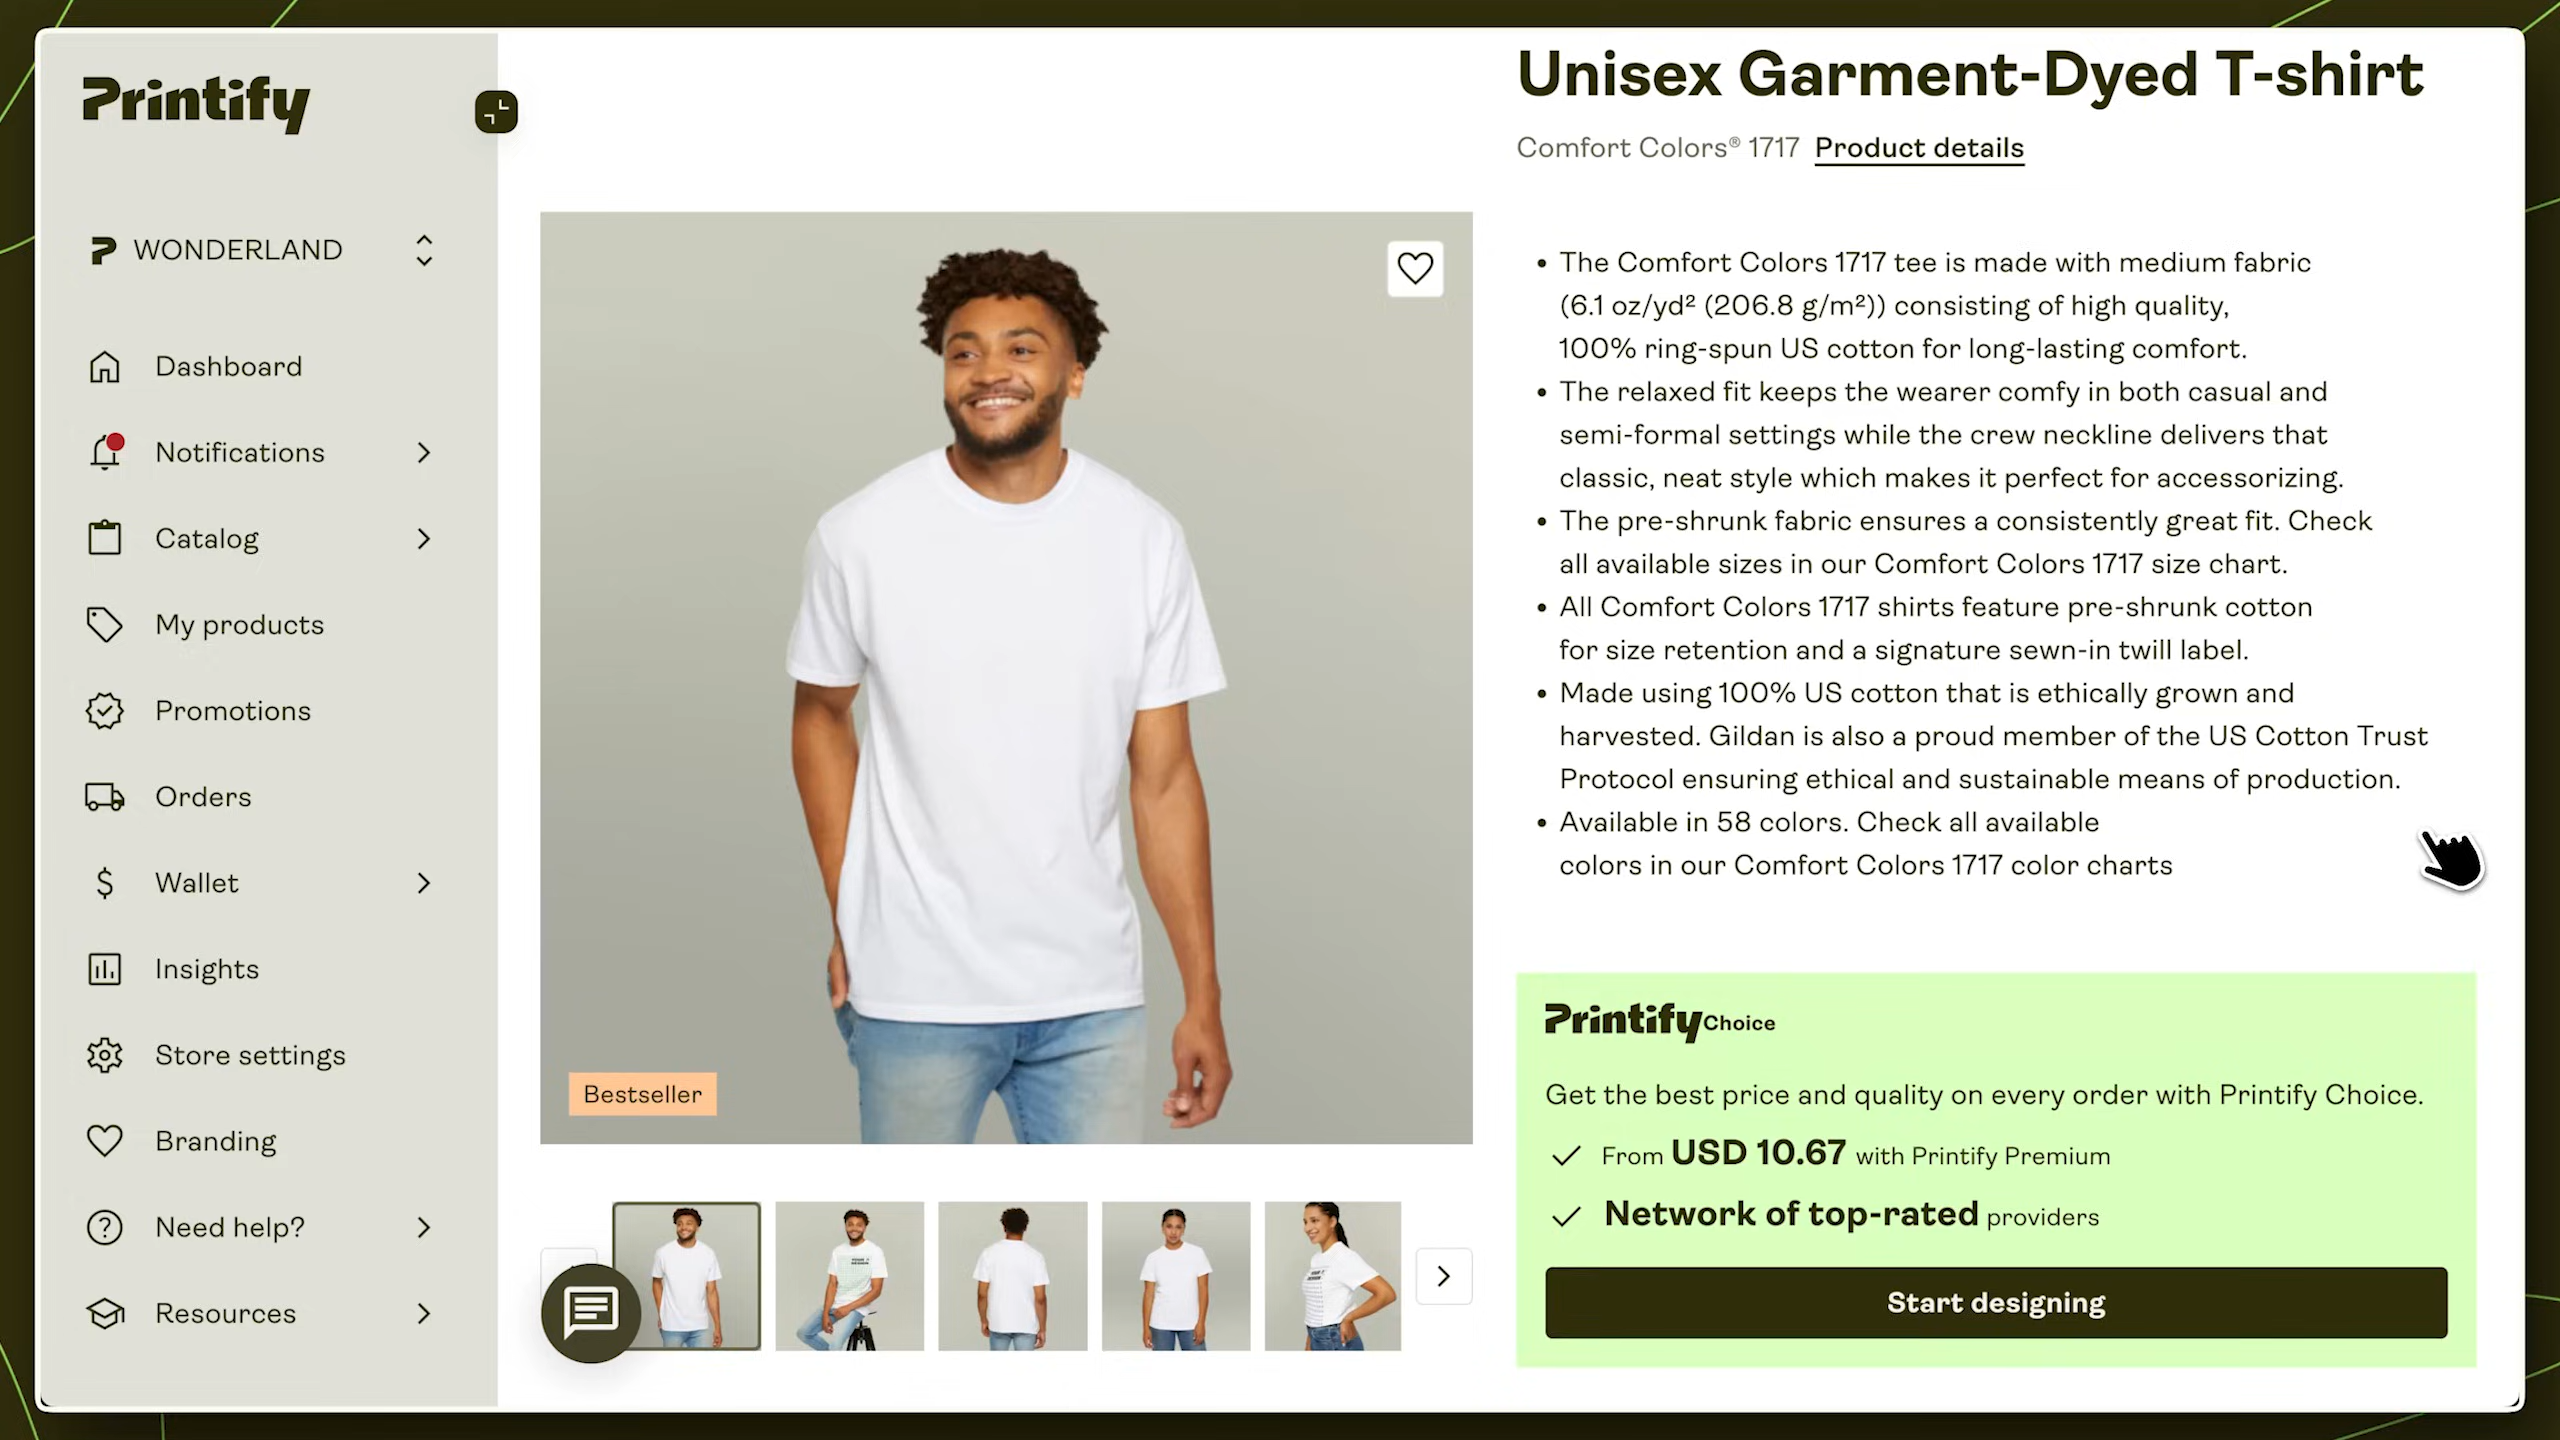 Printify
WONDERLAND
Dashboard
Notifications
Catalog
My products
Promotions
Orders
Wallet
Insights
Store settings
Branding
Need help?
Resources
Bestseller
Unisex Garment-Dyed T-shirt
Comfort Colors® 1717 Product details
• The Comfort Colors 1717 tee is made with medium fabric
(6.1 oz/yd² (206.8 g/m²)) consisting of high quality,
100% ring-spun US cotton for long-lasting comfort.
• The relaxed fit keeps the wearer comfy in both casual and
semi-formal settings while the crew neckline delivers that
classic, neat style which makes it perfect for accessorizing.
• The pre-shrunk fabric ensures a consistently great fit. Check
all available sizes in our Comfort Colors 1717 size chart.
• All Comfort Colors 1717 shirts feature pre-shrunk cotton
for size retention and a signature sewn-in twill label.
• Made using 100% US cotton that is ethically grown and
harvested. Gildan is also a proud member of the US Cotton Trust
Protocol ensuring ethical and sustainable means of production.
• Available in 58 colors. Check all available
colors in our Comfort Colors 1717 color charts
Printify Choice
Get the best price and quality on every order with Printify Choice.
From USD 10.67 with Printify Premium
Network of top-rated providers
Start designing